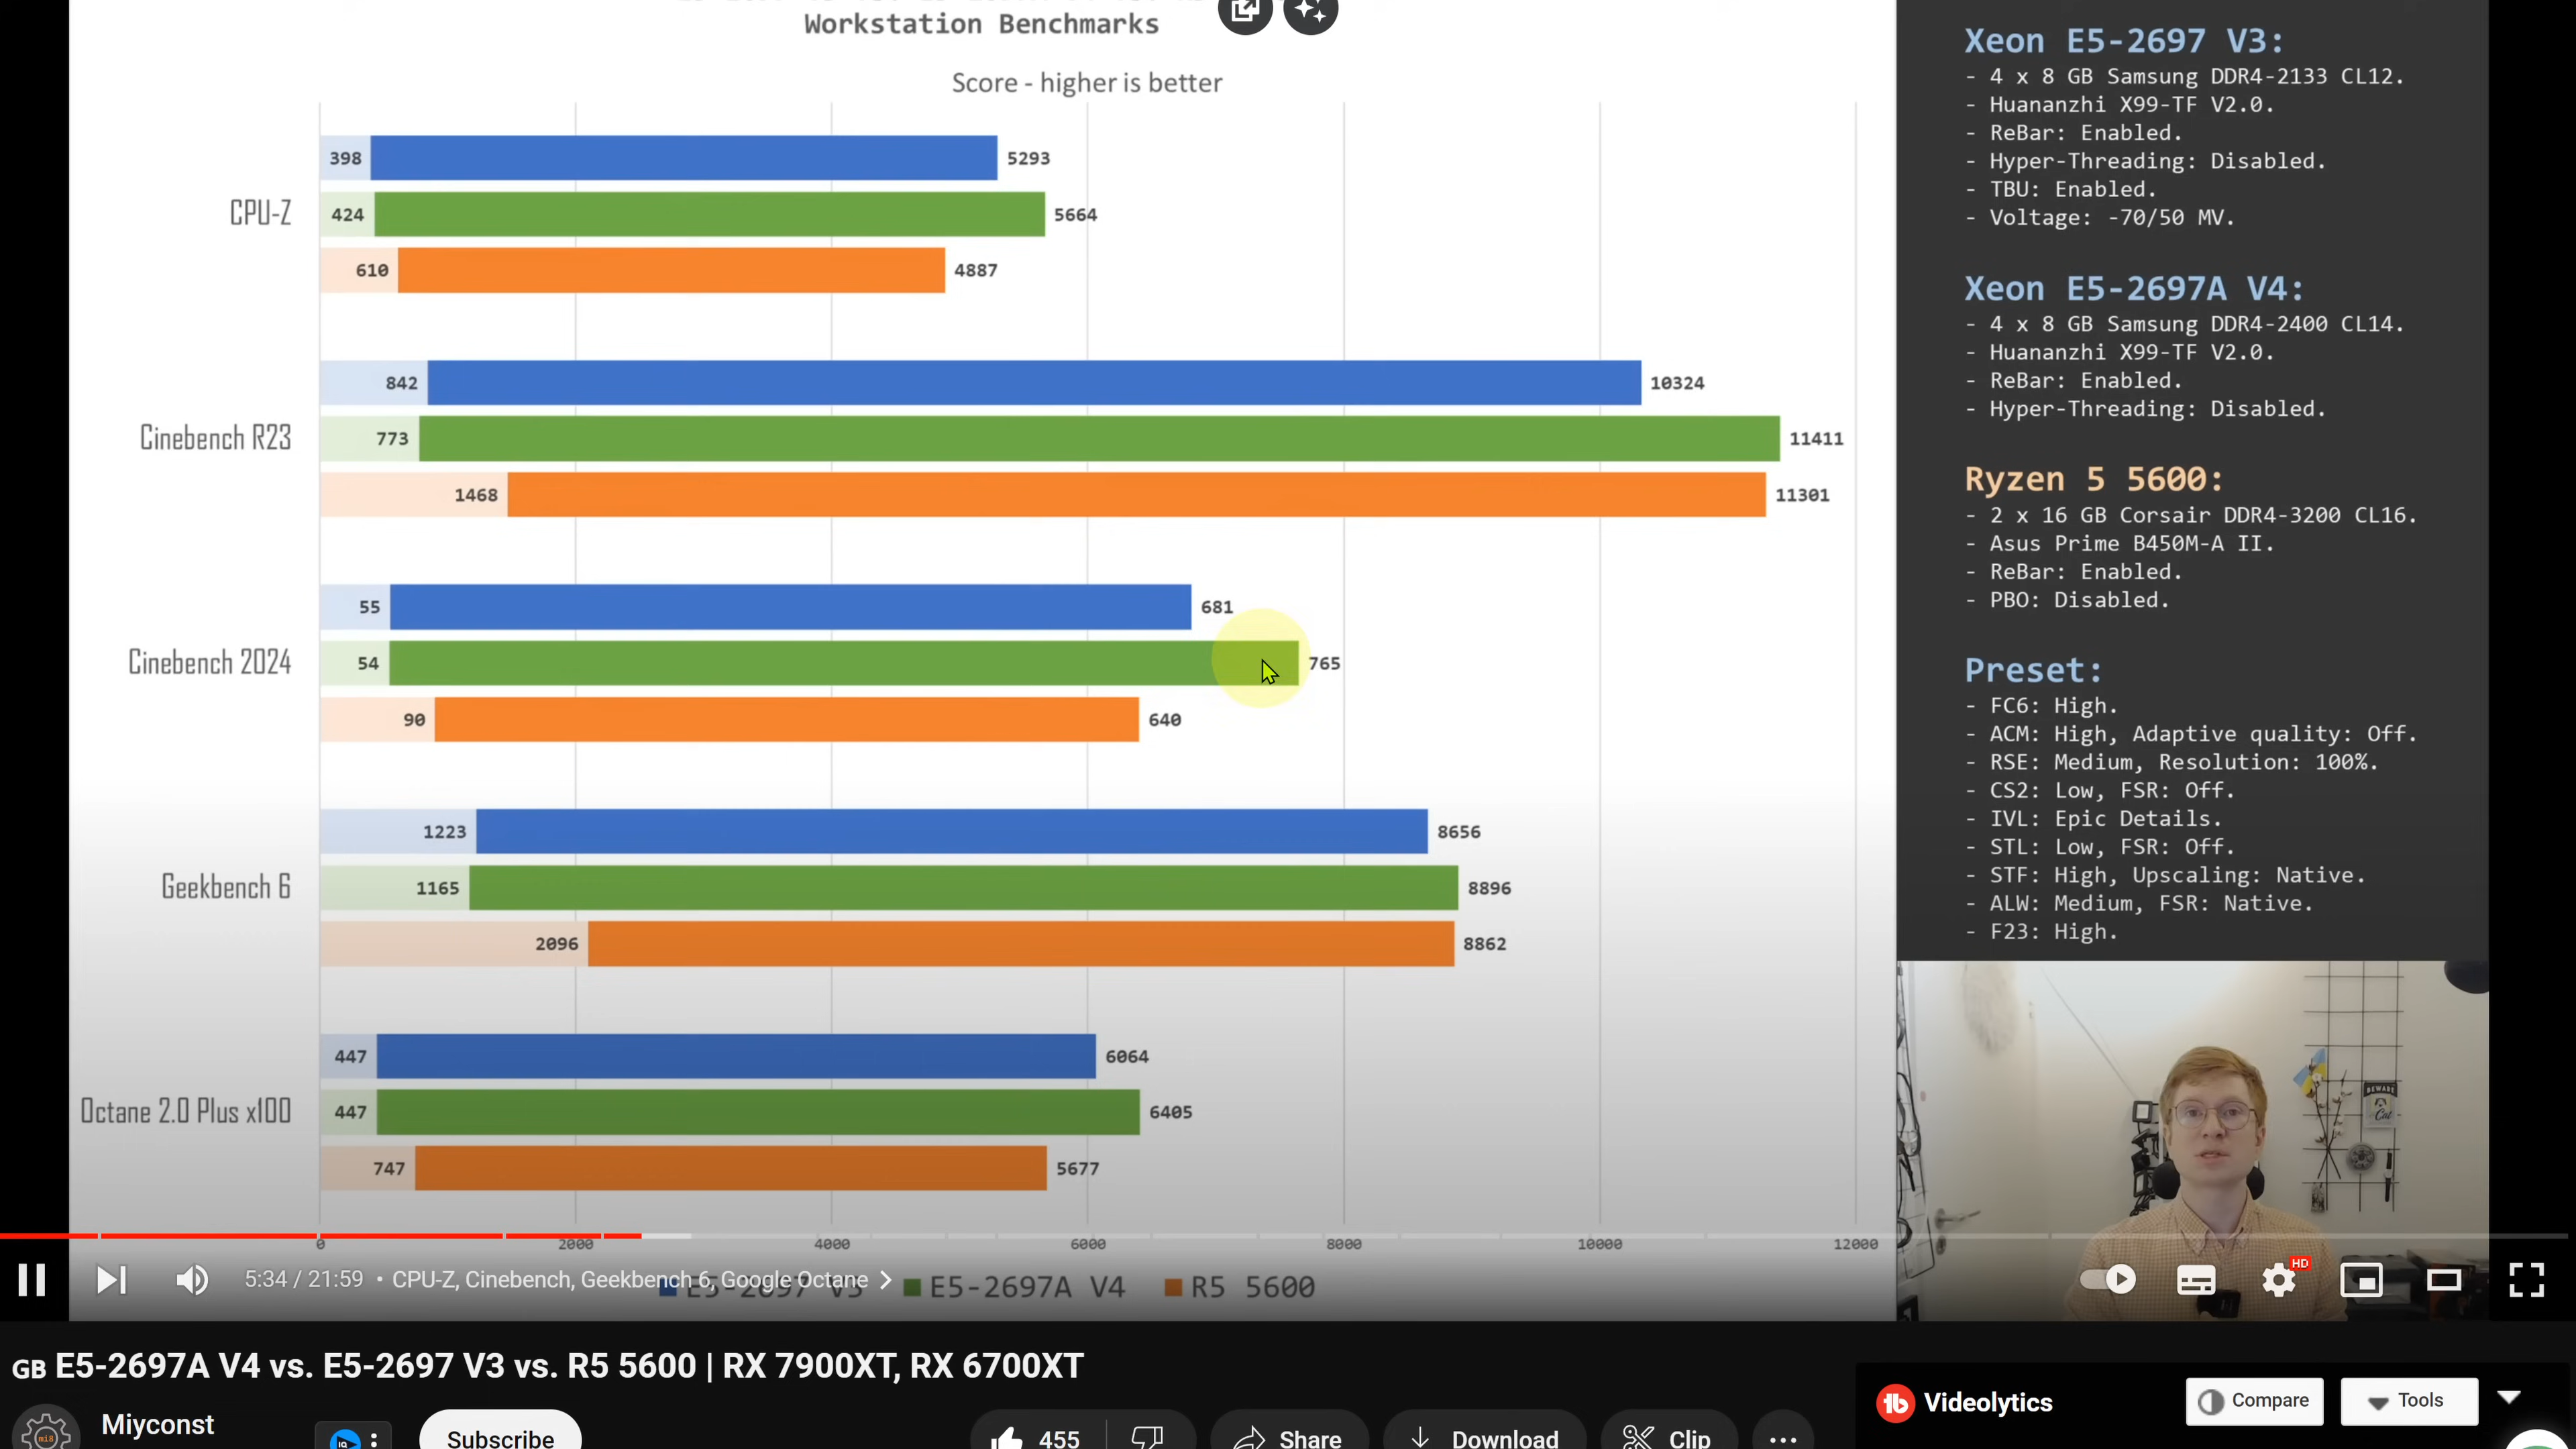 Workstation Benchmarks
Score - higher is better
CPU-Z
398
5293
424
5664
610
4887
Cinebench R23
842
10324
773
11411
1468
11301
Cinebench 2024
55
681
54
765
90
640
Geekbench 6
1223
8656
1165
8896
2096
8862
Octane 2.0 Plus x100
447
6064
447
6405
747
5677
0 2000 4000 6000 8000 10000 12000
E5-2697 V3 E5-2697A V4 R5 5600
Xeon E5-2697 V3:
- 4 x 8 GB Samsung DDR4-2133 CL12.
- Huananzhi X99-TF V2.0.
- ReBar: Enabled.
- Hyper-Threading: Disabled.
- TBU: Enabled.
- Voltage: -70/50 MV.
Xeon E5-2697A V4:
- 4 x 8 GB Samsung DDR4-2400 CL14.
- Huananzhi X99-TF V2.0.
- ReBar: Enabled.
- Hyper-Threading: Disabled.
Ryzen 5 5600:
- 2 x 16 GB Corsair DDR4-3200 CL16.
- Asus Prime B450M-A II.
- ReBar: Enabled.
- PBO: Disabled.
Preset:
- FC6: High.
- ACM: High, Adaptive quality: Off.
- RSE: Medium, Resolution: 100%.
- CS2: Low, FSR: Off.
- IVL: Epic Details.
- STL: Low, FSR: Off.
- STF: High, Upscaling: Native.
- ALW: Medium, FSR: Native.
- F23: High.
BEWARE
Cat
5:34 / 21:59 • CPU-Z, Cinebench, Geekbench 6, Google Octane
HD
GB E5-2697A V4 vs. E5-2697 V3 vs. R5 5600 | RX 7900XT, RX 6700XT
mi8
Miyconst
IQ
Subscribe
455
Share
Download
Clip
tb
Videolytics
Compare
Tools